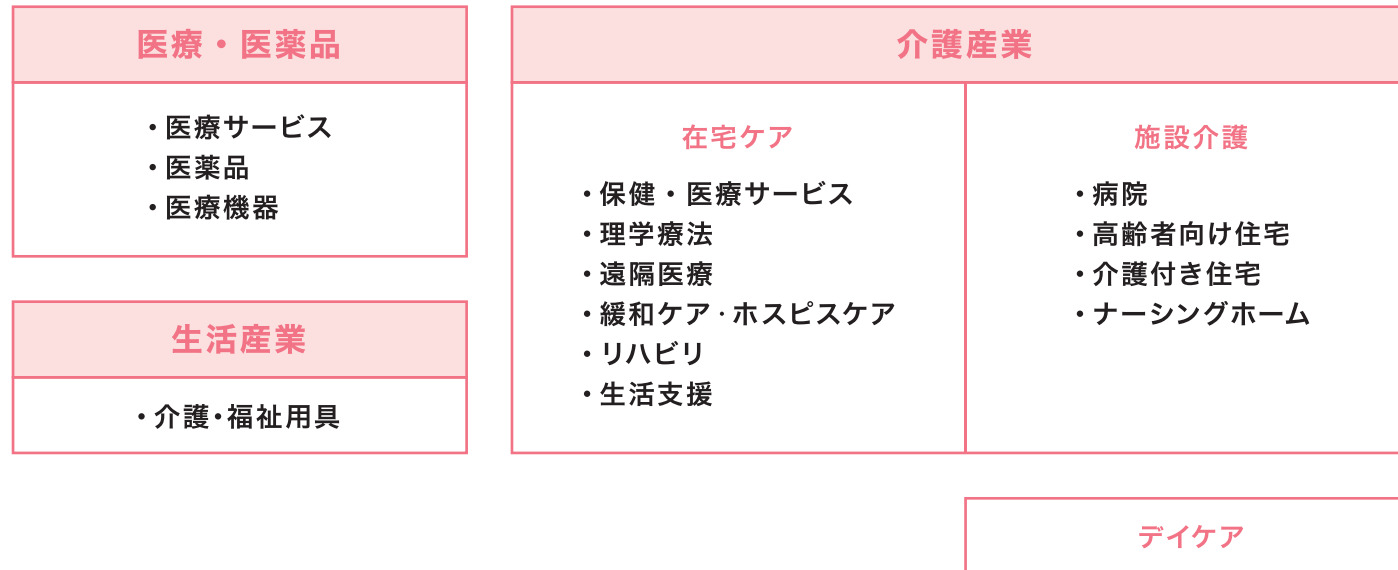 医療・医薬品
・医療サービス
・医薬品
・医療機器
生活産業
・介護・福祉用具
介護産業
在宅ケア
・保健・医療サービス
・理学療法
・遠隔医療
・緩和ケア・ホスピスケア
・リハビリ
・生活支援
施設介護
・病院
・高齢者向け住宅
・介護付き住宅
・ナーシングホーム
デイケア